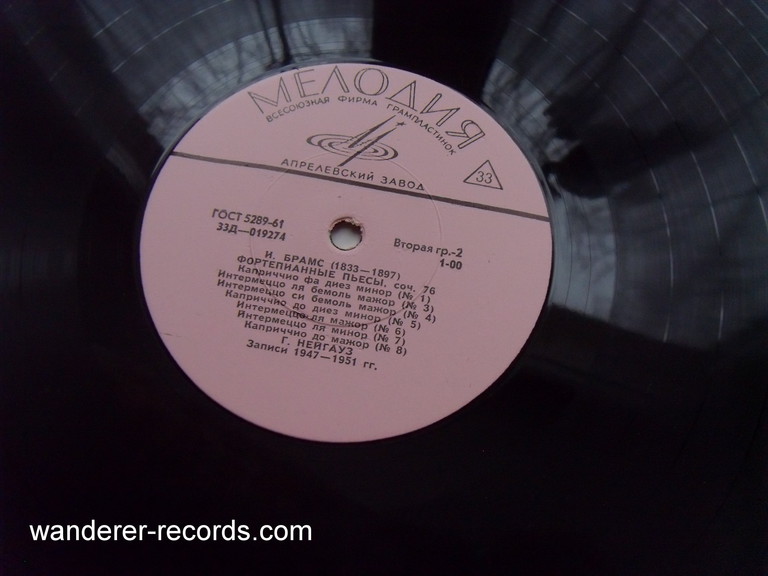 МЕЛОДИЯ
ВСЕСОЮЗНАЯ ФИРМА ГРАМПЛАСТИНОК
АПРЕЛЕВСКИЙ ЗАВОД
33
ГОСТ 5289-61
33Д—019274
Вторая гр.-2
1-00
И. БРАМС (1833—1897)
ФОРТЕПИАННЫЕ ПЬЕСЫ, соч. 76
Каприччио фа диез минор (№ 1)
Интермеццо ля бемоль мажор (№ 3)
Интермеццо си бемоль мажор (№ 4)
Каприччио до диез минор (№ 5)
Интермеццо ля мажор (№ 6)
Интермеццо ля минор (№ 7)
Каприччио до мажор (№ 8)
Г. НЕЙГАУЗ
Записи 1947—1951 гг.
wanderer-records.com